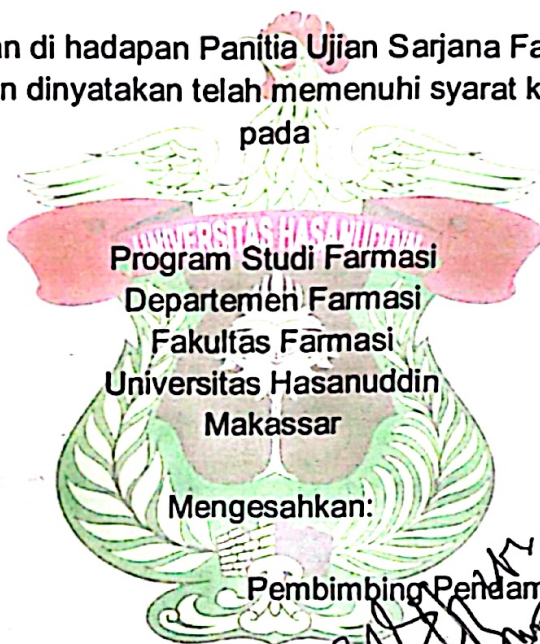 an di hadapan Panitia Ujian Sarjana Fa
n dinyatakan telah memenuhi syarat k
pada
UNIVERSITAS HASANUDDIN
Program Studi Farmasi
Departemen Farmasi
Fakultas Farmasi
Universitas Hasanuddin
Makassar
Mengesahkan:
Pembimbing Pendam